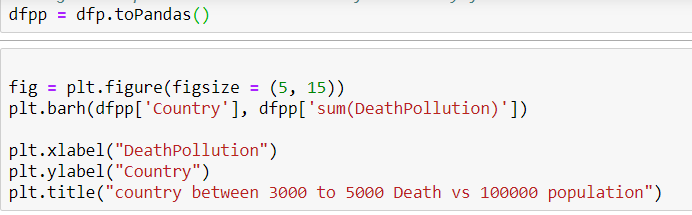 dfpp = dfp.toPandas()
fig = plt.figure(figsize = (5, 15))
plt.barh(dfpp['Country'], dfpp['sum(DeathPollution)'])
plt.xlabel("DeathPollution")
plt.ylabel("Country")
plt.title("country between 3000 to 5000 Death vs 100000 population")